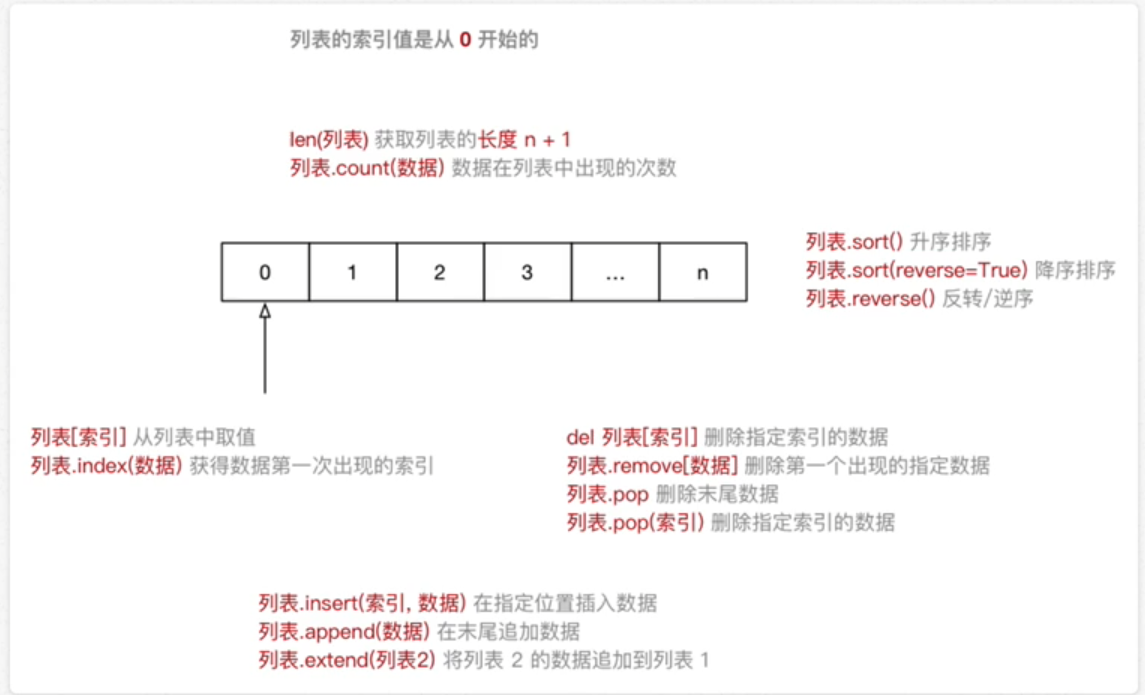 列表的索引值是从 0 开始的
len(列表) 获取列表的长度 n + 1
列表.count(数据) 数据在列表中出现的次数
0 1 2 3 ... n
列表.sort() 升序排序
列表.sort(reverse=True) 降序排序
列表.reverse() 反转/逆序
列表[索引] 从列表中取值
列表.index(数据) 获得数据第一次出现的索引
del 列表[索引] 删除指定索引的数据
列表.remove[数据] 删除第一个出现的指定数据
列表.pop 删除末尾数据
列表.pop(索引) 删除指定索引的数据
列表.insert(索引, 数据) 在指定位置插入数据
列表.append(数据) 在末尾追加数据
列表.extend(列表2) 将列表 2 的数据追加到列表 1